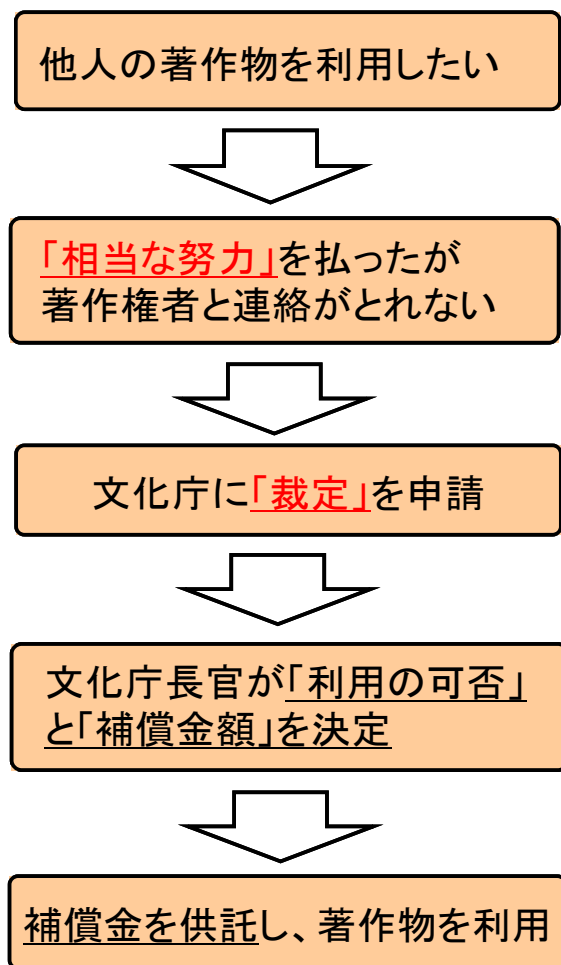 他人の著作物を利用したい
「相当な努力」を払ったが
著作権者と連絡がとれない
文化庁に「裁定」を申請
文化庁長官が「利用の可否」
と「補償金額」を決定
補償金を供託し、著作物を利用